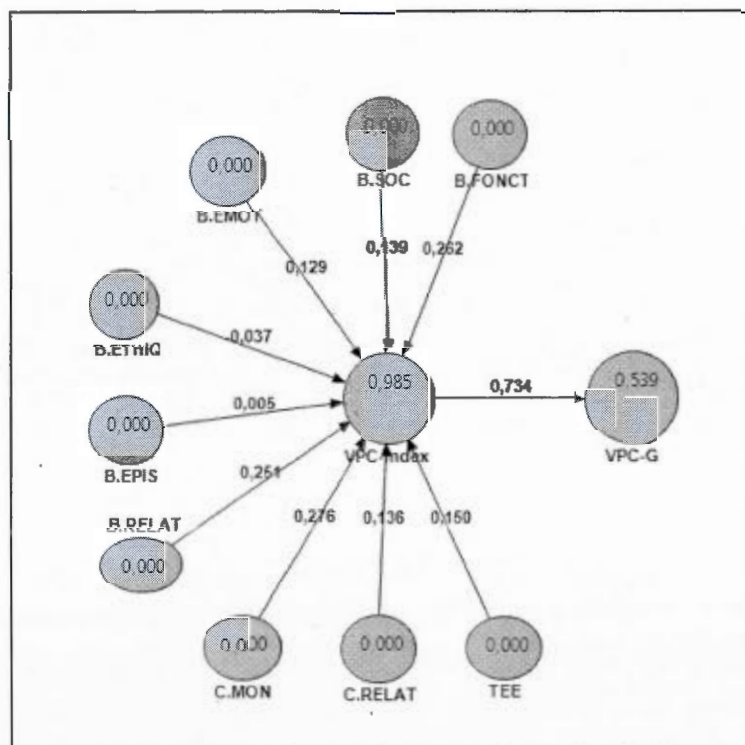 0,000
0,000
0,000
B.SOC
B.FONCT
B.EMOT
0,139
0,262
0,129
0,000
B.ETHIQ
0,037
0,985
0,734
0,539
0,005
0,000
VPC-Index
VPC-G
B.EPIS
0,251
B.RELAT
0,276
0,136
0,150
0,000
0,000
0,000
0,000
C.MON
C.RELAT
TEE